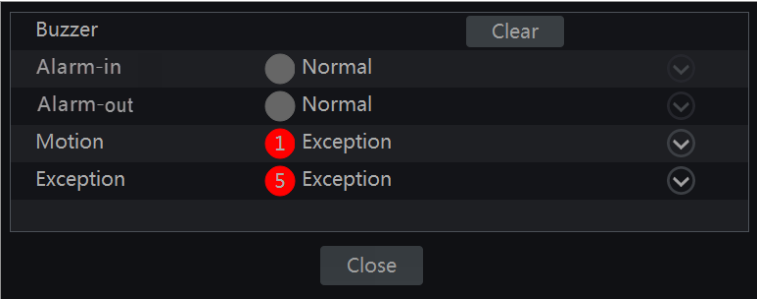 Buzzer Clear
Alarm-in Normal
Alarm-out Normal
Motion 1 Exception
Exception 5 Exception
Close